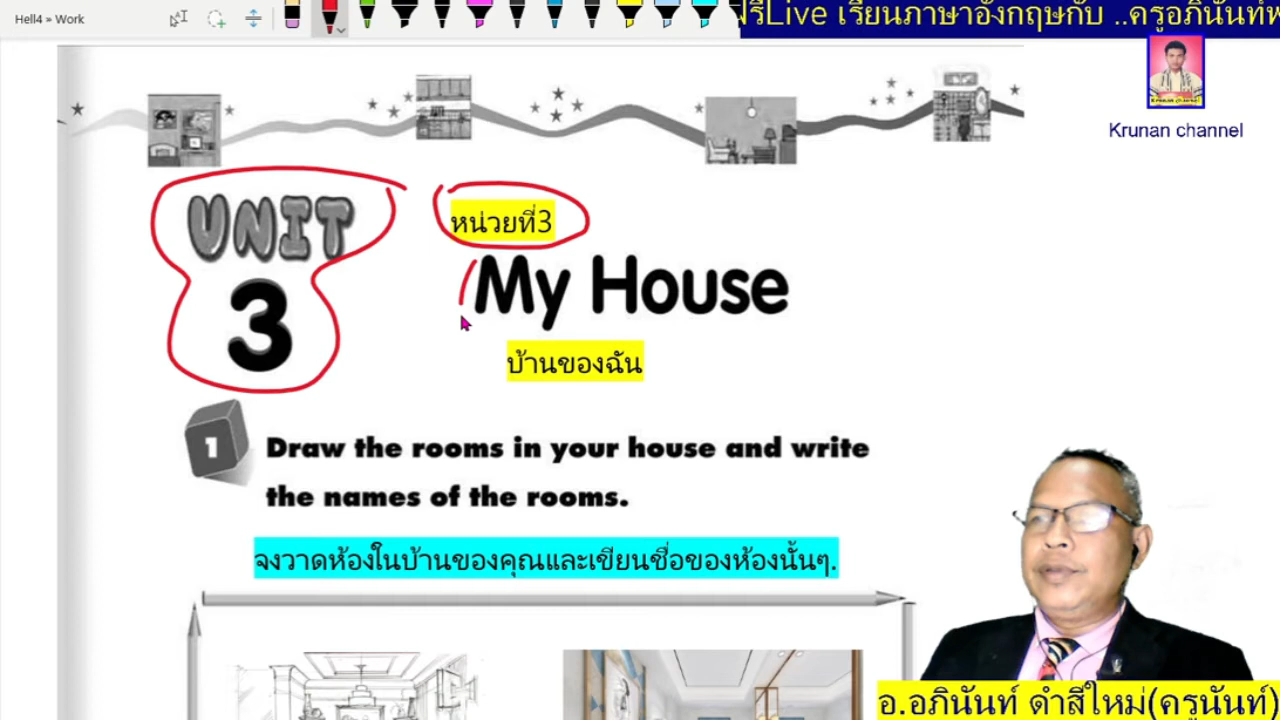 Hell4 » Work
รีLive เรียนภาษาอังกฤษกับ ..ครูอภินันท์
Krunan channel
UNIT
3
หน่วยที่3
My House
บ้านของฉัน
1
Draw the rooms in your house and write
the names of the rooms.
จงวาดห้องในบ้านของคุณและเขียนชื่อของห้องนั้นๆ.
อ.อภินันท์ ดำสีใหม่(ครูนันท์)